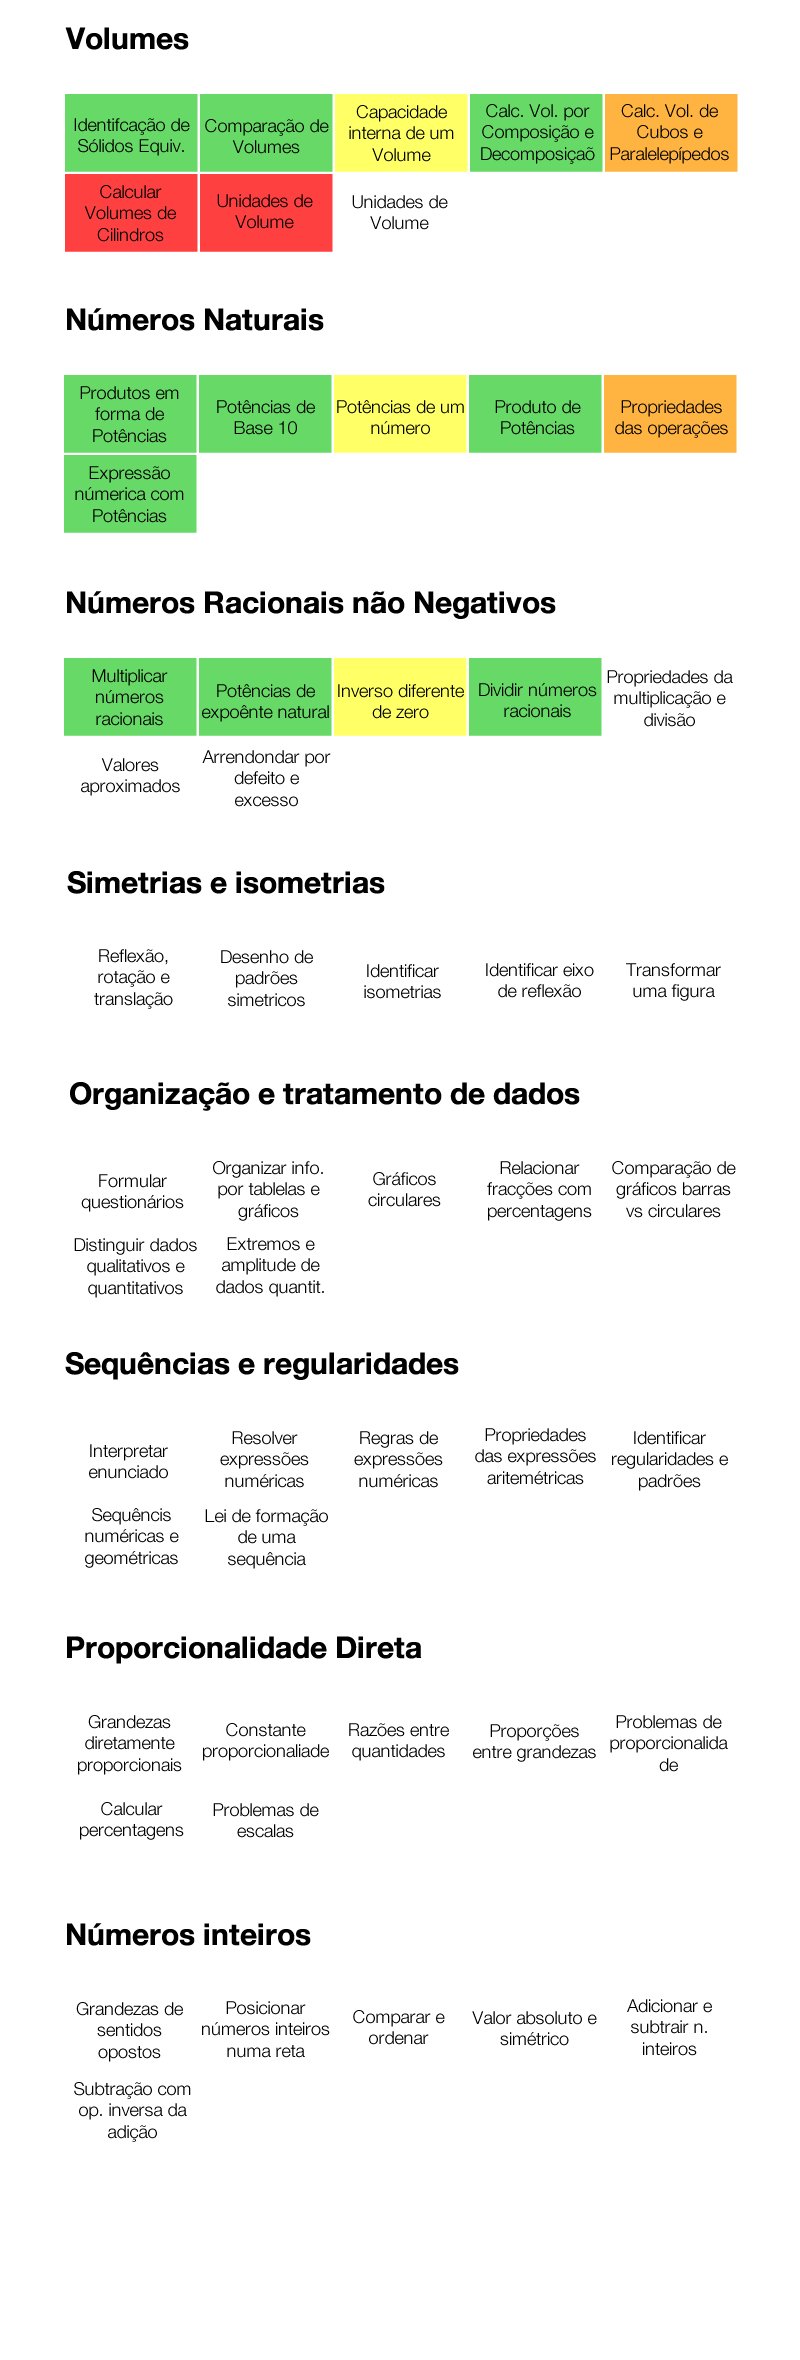 Volumes
Identifcação de
Sólidos Equiv.
Comparação de
Volumes
Capacidade
interna de um
Volume
Calc. Vol. por
Composição e
Decomposiçaõ
Calc. Vol. de
Cubos e
Paralelepípedos
Calcular
Volumes de
Cilindros
Unidades de
Volume
Unidades de
Volume
Números Naturais
Produtos em
forma de
Potências
Potências de
Base 10
Potências de um
número
Produto de
Potências
Propriedades
das operações
Expressão
númerica com
Potências
Números Racionais não Negativos
Multiplicar
números
racionais
Potências de
expoênte natural
Inverso diferente
de zero
Dividir números
racionais
Propriedades da
multiplicação e
divisão
Valores
aproximados
Arrendondar por
defeito e
excesso
Simetrias e isometrias
Reflexão,
rotação e
translação
Desenho de
padrões
simetricos
Identificar
isometrias
Identificar eixo
de reflexão
Transformar
uma figura
Organização e tratamento de dados
Formular
questionários
Organizar info.
por tablelas e
gráficos
Gráficos
circulares
Relacionar
fracções com
percentagens
Comparação de
gráficos barras
vs circulares
Distinguir dados
qualitativos e
quantitativos
Extremos e
amplitude de
dados quantit.
Sequências e regularidades
Interpretar
enunciado
Resolver
expressões
numéricas
Regras de
expressões
numéricas
Propriedades
das expressões
aritemétricas
Identificar
regularidades e
padrões
Sequêncis
numéricas e
geométricas
Lei de formação
de uma
sequência
Proporcionalidade Direta
Grandezas
diretamente
proporcionais
Constante
proporcionaliade
Razões entre
quantidades
Proporções
entre grandezas
Problemas de
proporcionalida
de
Calcular
percentagens
Problemas de
escalas
Números inteiros
Grandezas de
sentidos
opostos
Posicionar
números inteiros
numa reta
Comparar e
ordenar
Valor absoluto e
simétrico
Adicionar e
subtrair n.
inteiros
Subtração com
op. inversa da
adição